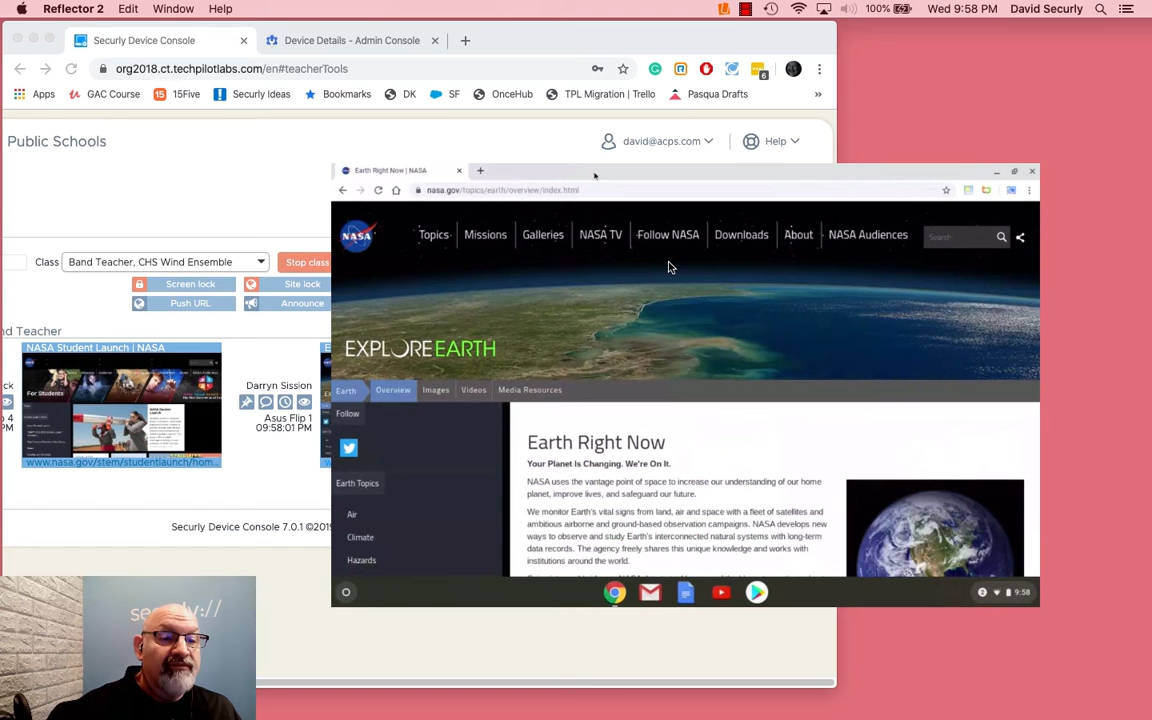 Reflector 2 Edit Window Help 100% Wed 9:58 PM David Securly
Securly Device Console Device Details - Admin Console
org2018.ct.techpilotlabs.com/en#teacherTools 6
Apps GAC Course 15Five Securly Ideas Bookmarks DK SF OnceHub TPL Migration | Trello Pasqua Drafts »
Public Schools david@acps.com Help
Class Band Teacher, CHS Wind Ensemble Stop class
Screen lock Site lock
Push URL Announce
nd Teacher
NASA Student Launch | NASA
For Students
Darryn Sission
Asus Flip 1
09:58:01 PM
www.nasa.gov/stem/studentlaunch/hom...
ck
p 4
PM
Securly Device Console 7.0.1 ©2019
Earth Right Now | NASA
nasa.gov/topics/earth/overview/index.html
NASA Topics Missions Galleries NASA TV Follow NASA Downloads About NASA Audiences Search
EXPLOREEARTH
Earth Overview Images Videos Media Resources
Follow
Earth Topics
Air
Climate
Hazards
Earth Right Now
Your Planet Is Changing. We're On It.
NASA uses the vantage point of space to increase our understanding of our home
planet, improve lives, and safeguard our future.
We monitor Earth's vital signs from land, air and space with a fleet of satellites and
ambitious airborne and ground-based observation campaigns. NASA develops new
ways to observe and study Earth's interconnected natural systems with long-term
data records. The agency freely shares this unique knowledge and works with
institutions around the world.
2 9:58
securly://